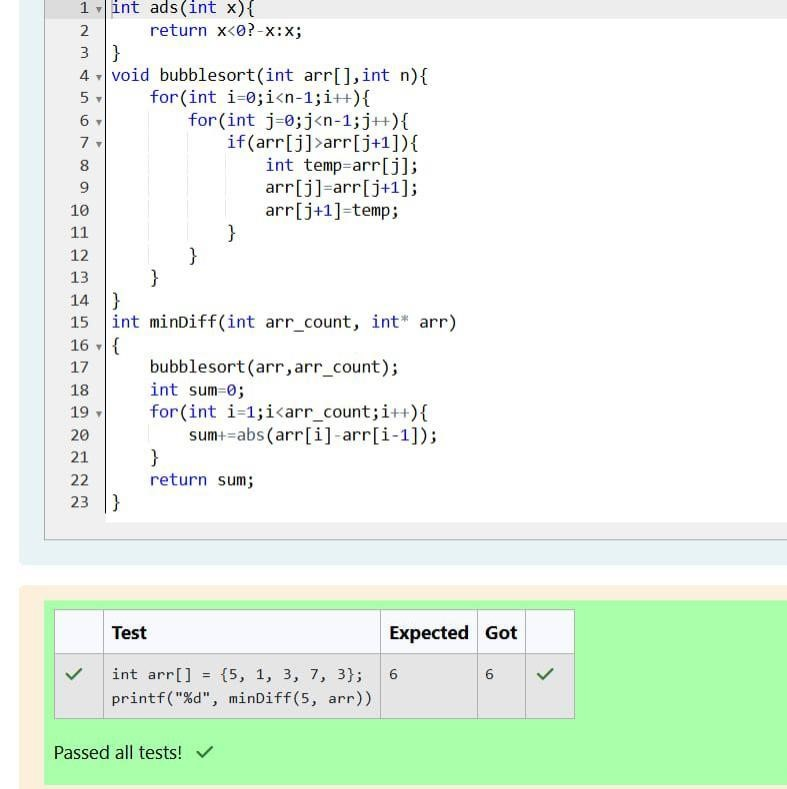 1 int ads(int x){
2 return x<0?-x:x;
3 }
4 void bubblesort(int arr[],int n){
5 for(int i=0;i<n-1;i++){
6 for(int j=0;j<n-1;j++){
7 if(arr[j]>arr[j+1]){
8 int temp=arr[j];
9 arr[j]=arr[j+1];
10 arr[j+1]=temp;
11 }
12 }
13 }
14 }
15 int minDiff(int arr_count, int* arr)
16 {
17 bubblesort(arr,arr_count);
18 int sum=0;
19 for(int i=1;i<arr_count;i++){
20 sum+=abs(arr[i]-arr[i-1]);
21 }
22 return sum;
23 }
Test Expected Got
int arr[] = {5, 1, 3, 7, 3}; 6 6
printf("%d", minDiff(5, arr))
Passed all tests!